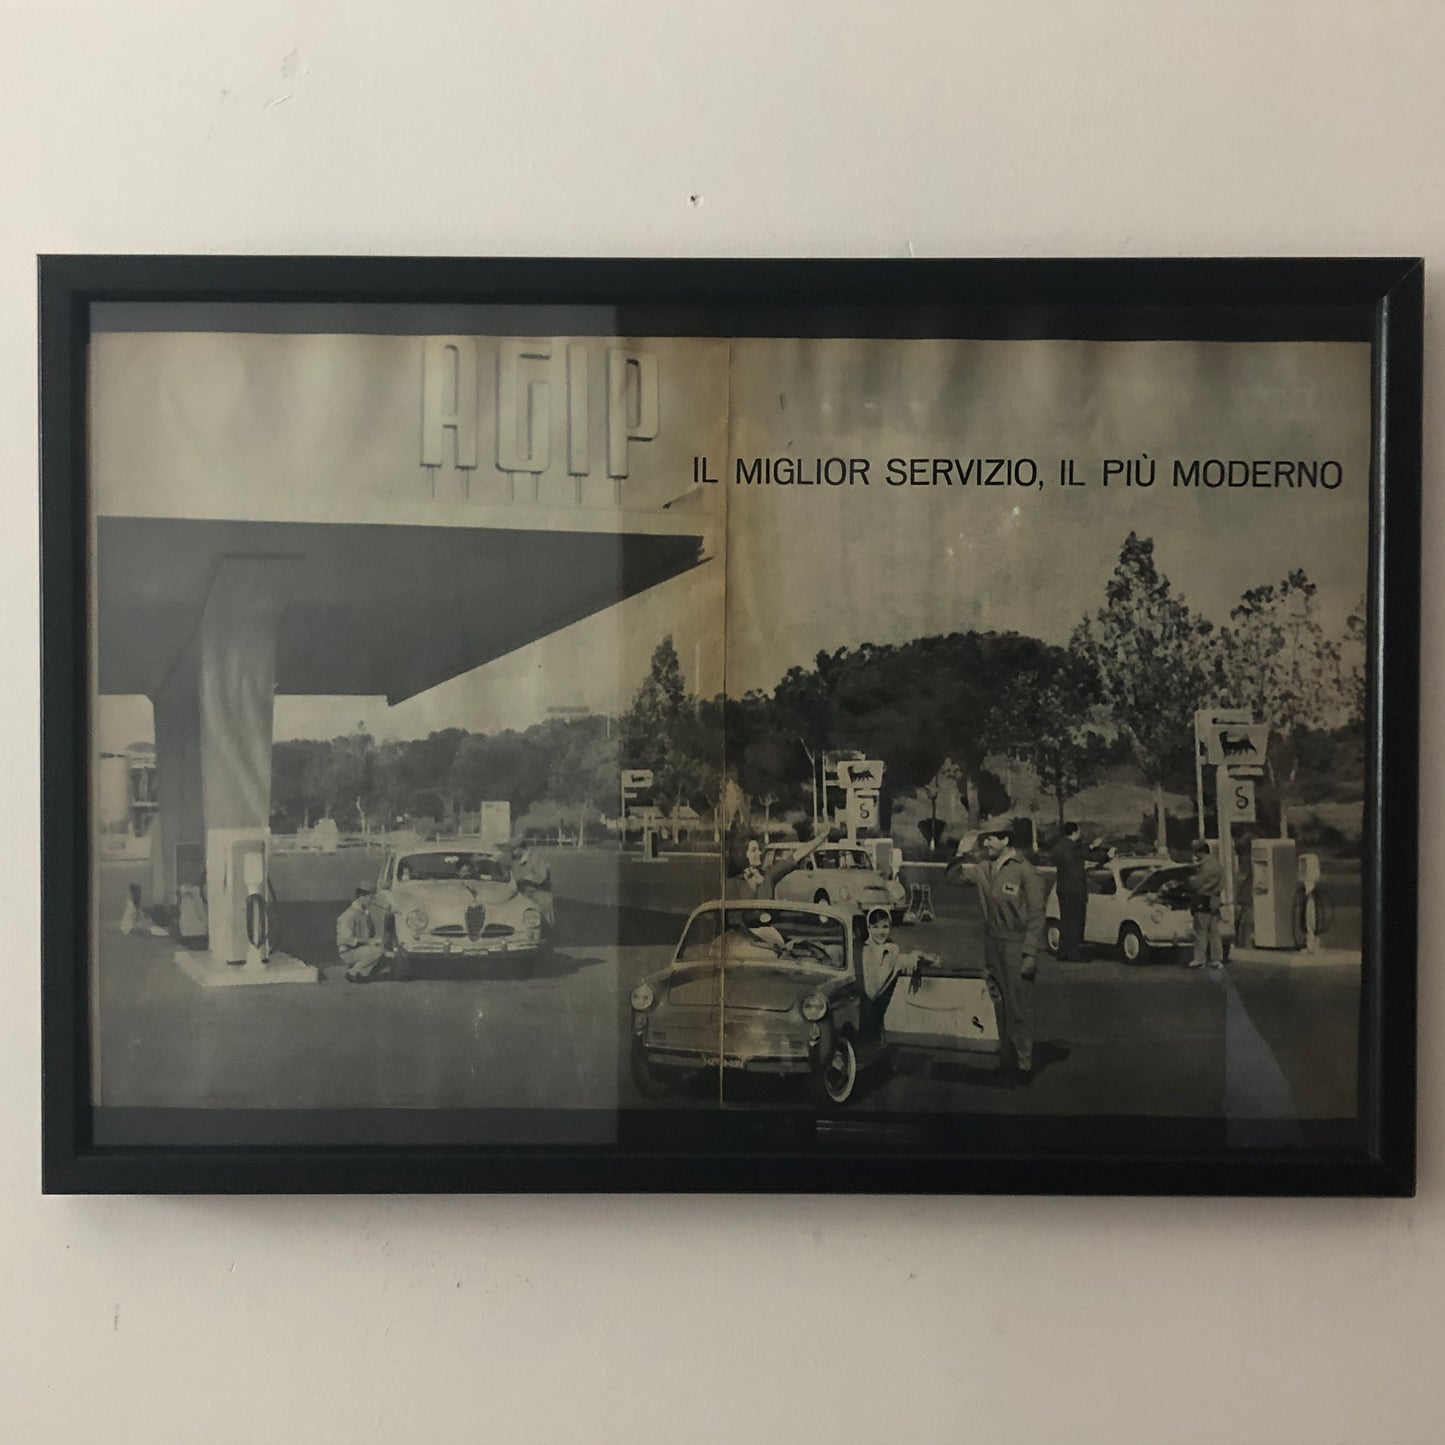 AGIP
IL MIGLIOR SERVIZIO, IL PIÙ MODERNO